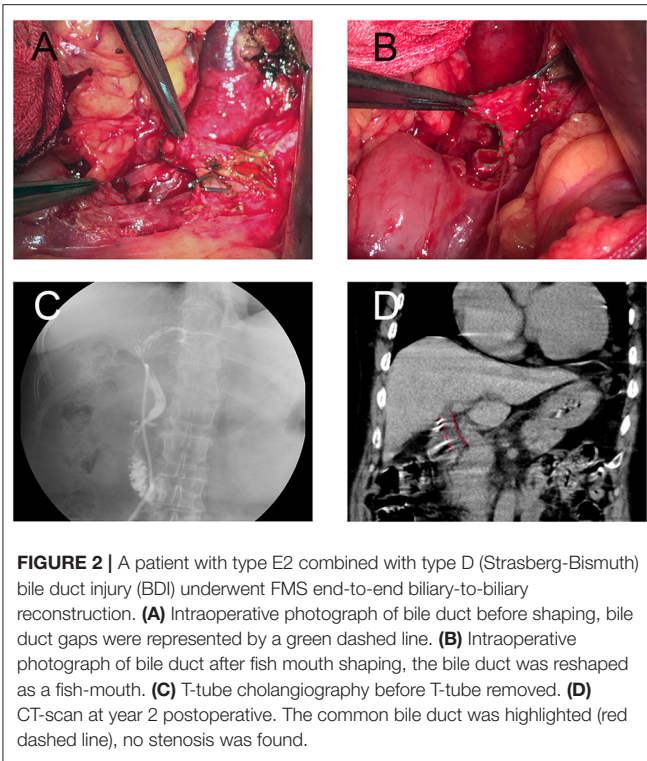 A
B
C
D
FIGURE 2 | A patient with type E2 combined with type D (Strasberg-Bismuth)
bile duct injury (BDI) underwent FMS end-to-end biliary-to-biliary
reconstruction. (A) Intraoperative photograph of bile duct before shaping, bile
duct gaps were represented by a green dashed line. (B) Intraoperative
photograph of bile duct after fish mouth shaping, the bile duct was reshaped
as a fish-mouth. (C) T-tube cholangiography before T-tube removed. (D)
CT-scan at year 2 postoperative. The common bile duct was highlighted (red
dashed line), no stenosis was found.